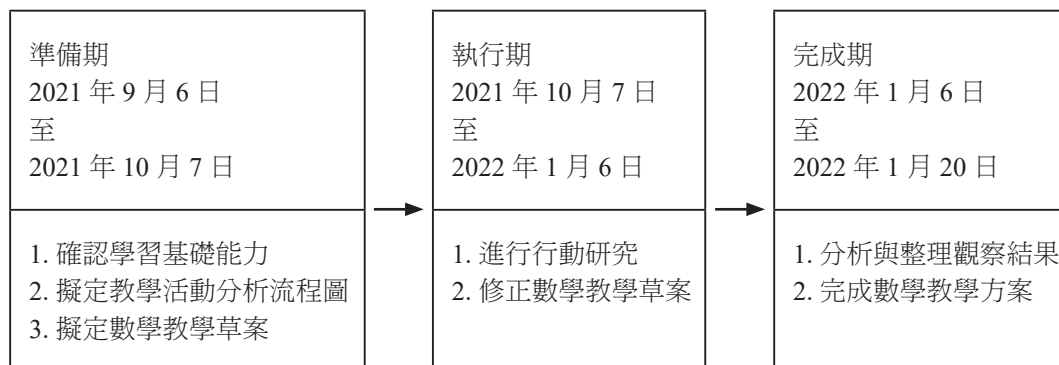 準備期
2021 年 9 月 6 日
至
2021 年 10 月 7 日
1. 確認學習基礎能力
2. 擬定教學活動分析流程圖
3. 擬定數學教學草案
執行期
2021 年 10 月 7 日
至
2022 年 1 月 6 日
1. 進行行動研究
2. 修正數學教學草案
完成期
2022 年 1 月 6 日
至
2022 年 1 月 20 日
1. 分析與整理觀察結果
2. 完成數學教學方案